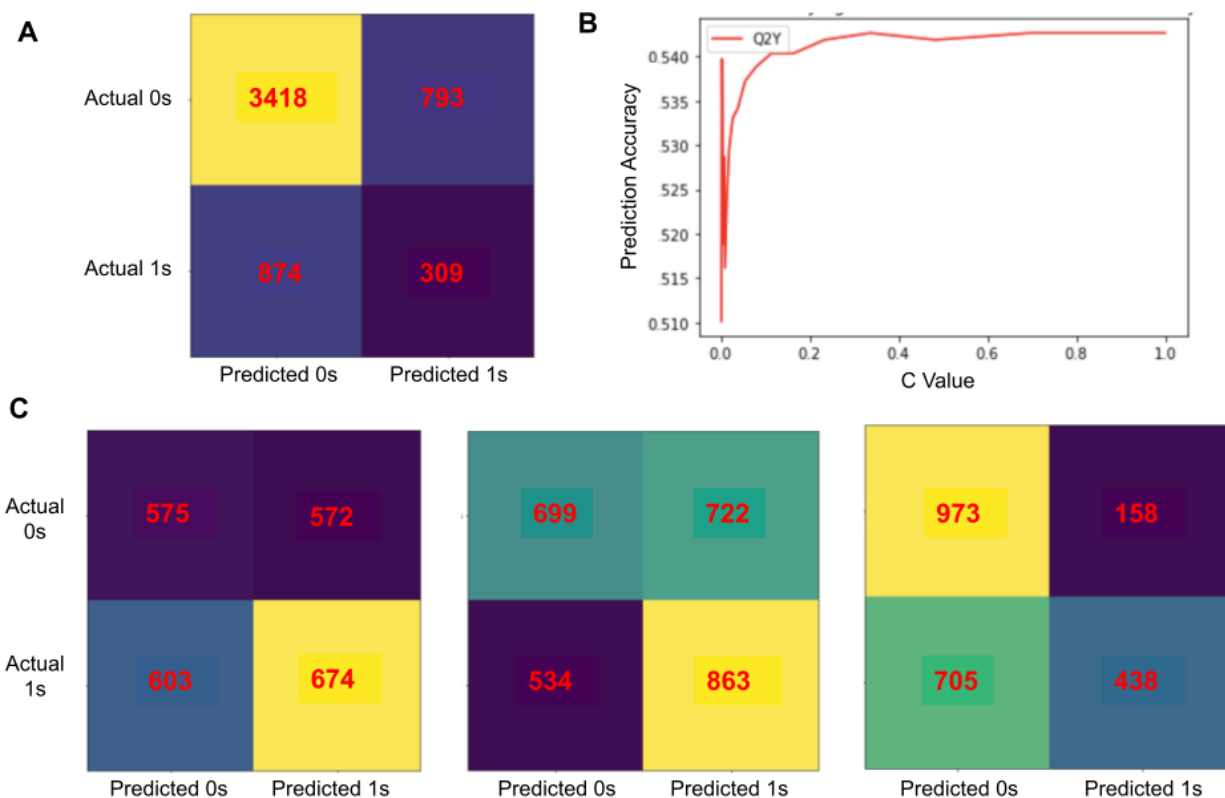 A
Actual 0s
3418 793
Actual 1s
874 309
Predicted 0s Predicted 1s
B
Q2Y
Prediction Accuracy
0.540
.535
.530
.525
.520
.515
0.510
0.0 0.2 0.4 0.6 0.8 1.0
C Value
C
Actual
0s
575 572
Actual
1s
603 674
Predicted 0s Predicted 1s
699 722
534 863
Predicted 0s Predicted 1s
973 158
705 438
Predicted 0s Predicted 1s